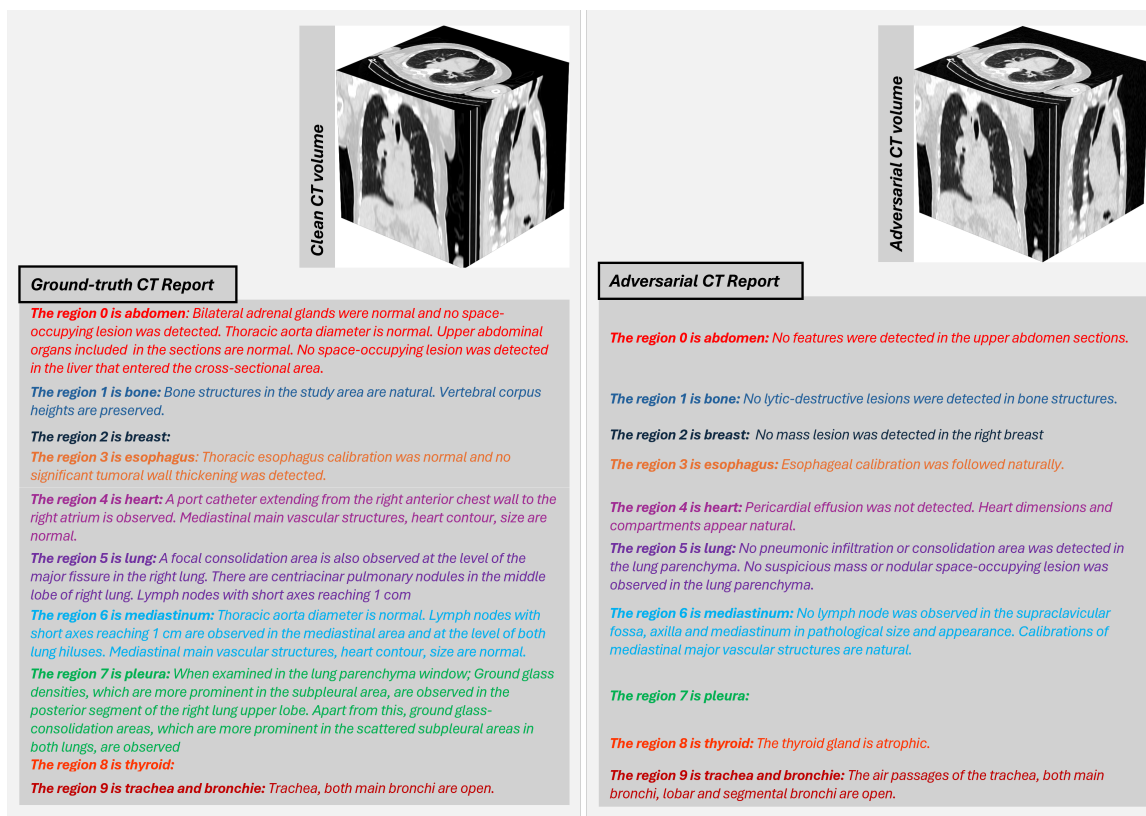 Clean CT volume
Ground-truth CT Report
The region 0 is abdomen: Bilateral adrenal glands were normal and no space-
occupying lesion was detected. Thoracic aorta diameter is normal. Upper abdominal
organs included in the sections are normal. No space-occupying lesion was detected
in the liver that entered the cross-sectional area.
The region 1 is bone: Bone structures in the study area are natural. Vertebral corpus
heights are preserved.
The region 2 is breast:
The region 3 is esophagus: Thoracic esophagus calibration was normal and no
significant tumoral wall thickening was detected.
The region 4 is heart: A port catheter extending from the right anterior chest wall to the
right atrium is observed. Mediastinal main vascular structures, heart contour, size are
normal.
The region 5 is lung: A focal consolidation area is also observed at the level of the
major fissure in the right lung. There are centriacinar pulmonary nodules in the middle
lobe of right lung. Lymph nodes with short axes reaching 1 com
The region 6 is mediastinum: Thoracic aorta diameter is normal. Lymph nodes with
short axes reaching 1 cm are observed in the mediastinal area and at the level of both
lung hiluses. Mediastinal main vascular structures, heart contour, size are normal.
The region 7 is pleura: When examined in the lung parenchyma window; Ground glass
densities, which are more prominent in the subpleural area, are observed in the
posterior segment of the right lung upper lobe. Apart from this, ground glass-
consolidation areas, which are more prominent in the scattered subpleural areas in
both lungs, are observed
The region 8 is thyroid:
The region 9 is trachea and bronchie: Trachea, both main bronchi are open.
Adversarial CT volume
Adversarial CT Report
The region 0 is abdomen: No features were detected in the upper abdomen sections.
The region 1 is bone: No lytic-destructive lesions were detected in bone structures.
The region 2 is breast: No mass lesion was detected in the right breast
The region 3 is esophagus: Esophageal calibration was followed naturally.
The region 4 is heart: Pericardial effusion was not detected. Heart dimensions and
compartments appear natural.
The region 5 is lung: No pneumonic infiltration or consolidation area was detected in
the lung parenchyma. No suspicious mass or nodular space-occupying lesion was
observed in the lung parenchyma.
The region 6 is mediastinum: No lymph node was observed in the supraclavicular
fossa, axilla and mediastinum in pathological size and appearance. Calibrations of
mediastinal major vascular structures are natural.
The region 7 is pleura:
The region 8 is thyroid: The thyroid gland is atrophic.
The region 9 is trachea and bronchie: The air passages of the trachea, both main
bronchi, lobar and segmental bronchi are open.